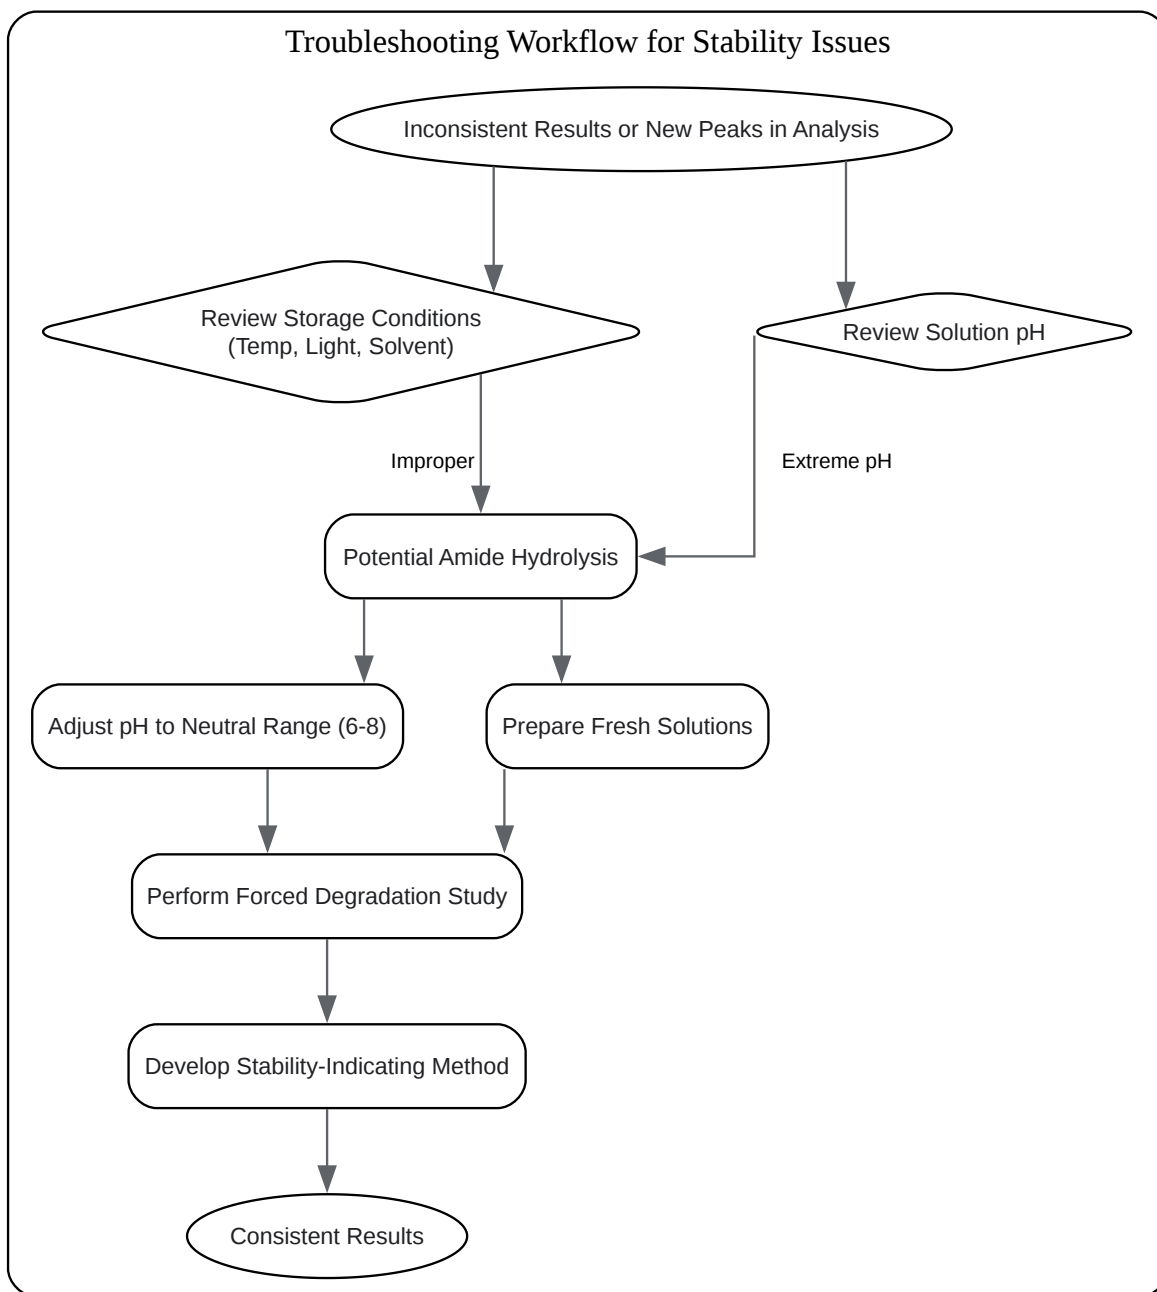 Troubleshooting Workflow for Stability Issues
Inconsistent Results or New Peaks in Analysis
Review Storage Conditions
(Temp, Light, Solvent)
Review Solution pH
Improper
Extreme pH
Potential Amide Hydrolysis
Adjust pH to Neutral Range (6-8)
Prepare Fresh Solutions
Perform Forced Degradation Study
Develop Stability-Indicating Method
Consistent Results